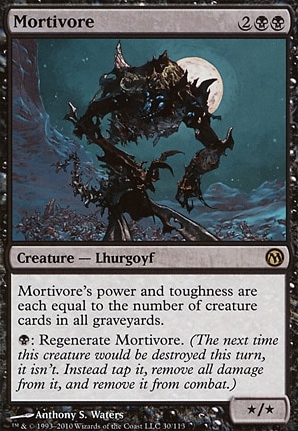 Mortivore 2
Creature — Lhurgoyf
Mortivore's power and toughness are
each equal to the number of creature
cards in all graveyards.
: Regenerate Mortivore. (The next time
this creature would be destroyed this turn,
it isn't. Instead tap it, remove all damage
from it, and remove it from combat.)
*/*
Anthony S. Waters
™ & © 1993-2010 Wizards of the Coast LLC 30/113